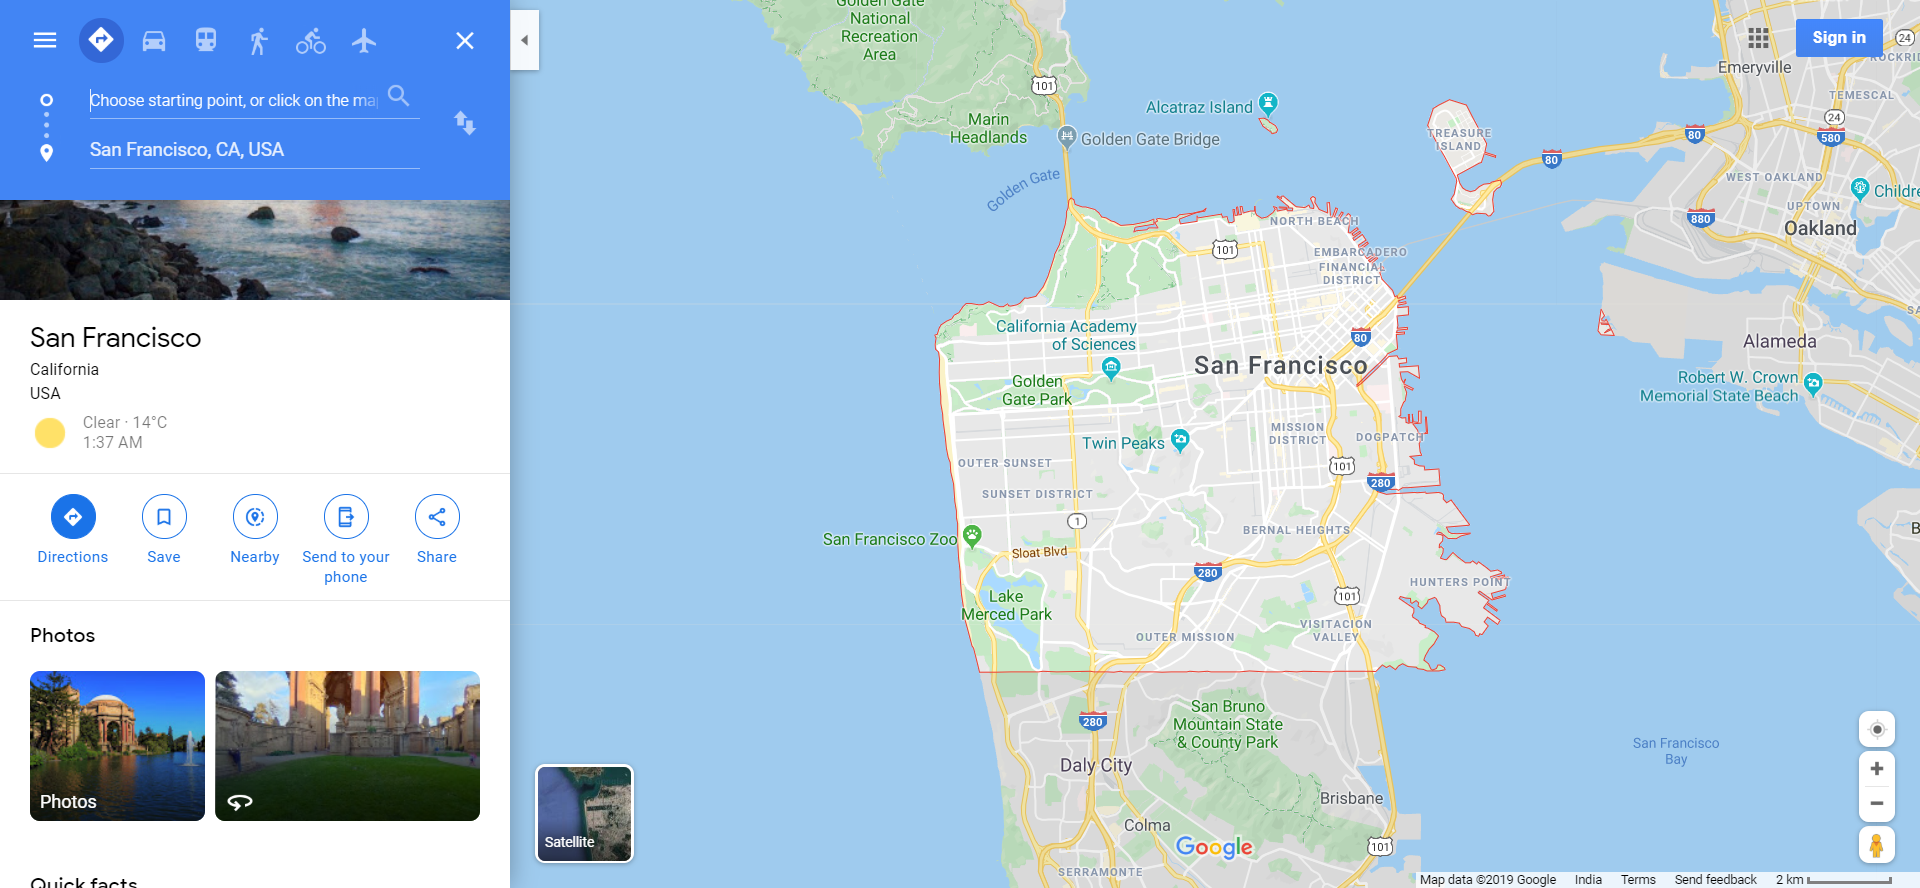 Choose starting point, or click on the ma
San Francisco, CA, USA
San Francisco
California
USA
Clear · 14°C
1:37 AM
Directions
Save
Nearby
Send to your
phone
Share
Photos
Photos
Quick facts
Satellite
Golden Gate
National
Recreation
Area
101
Marin
Headlands
Alcatraz Island
Golden Gate Bridge
Golden Gate
TREASURE
ISLAND
80
80
Emeryville
Sign in
24
ROCKRID
TEMESCAL
24
580
WEST OAKLAND
Childre
UPTOWN
880
Oakland
NORTH BEACH
101
EMBARCADERO
FINANCIAL
DISTRICT
California Academy
of Sciences
80
San Francisco
Golden
Gate Park
Alameda
Robert W. Crown
Memorial State Beach
Twin Peaks
MISSION
DISTRICT
DOGPATCH
OUTER SUNSET
101
280
SUNSET DISTRICT
1
BERNAL HEIGHTS
San Francisco Zoo
Sloat Blvd
280
HUNTERS POINT
Lake
Merced Park
101
VISITACION
VALLEY
OUTER MISSION
San Bruno
Mountain State
& County Park
280
Daly City
San Francisco
Bay
Brisbane
Colma
Google
101
SERRAMONTE
Map data ©2019 Google India Terms Send feedback 2 km